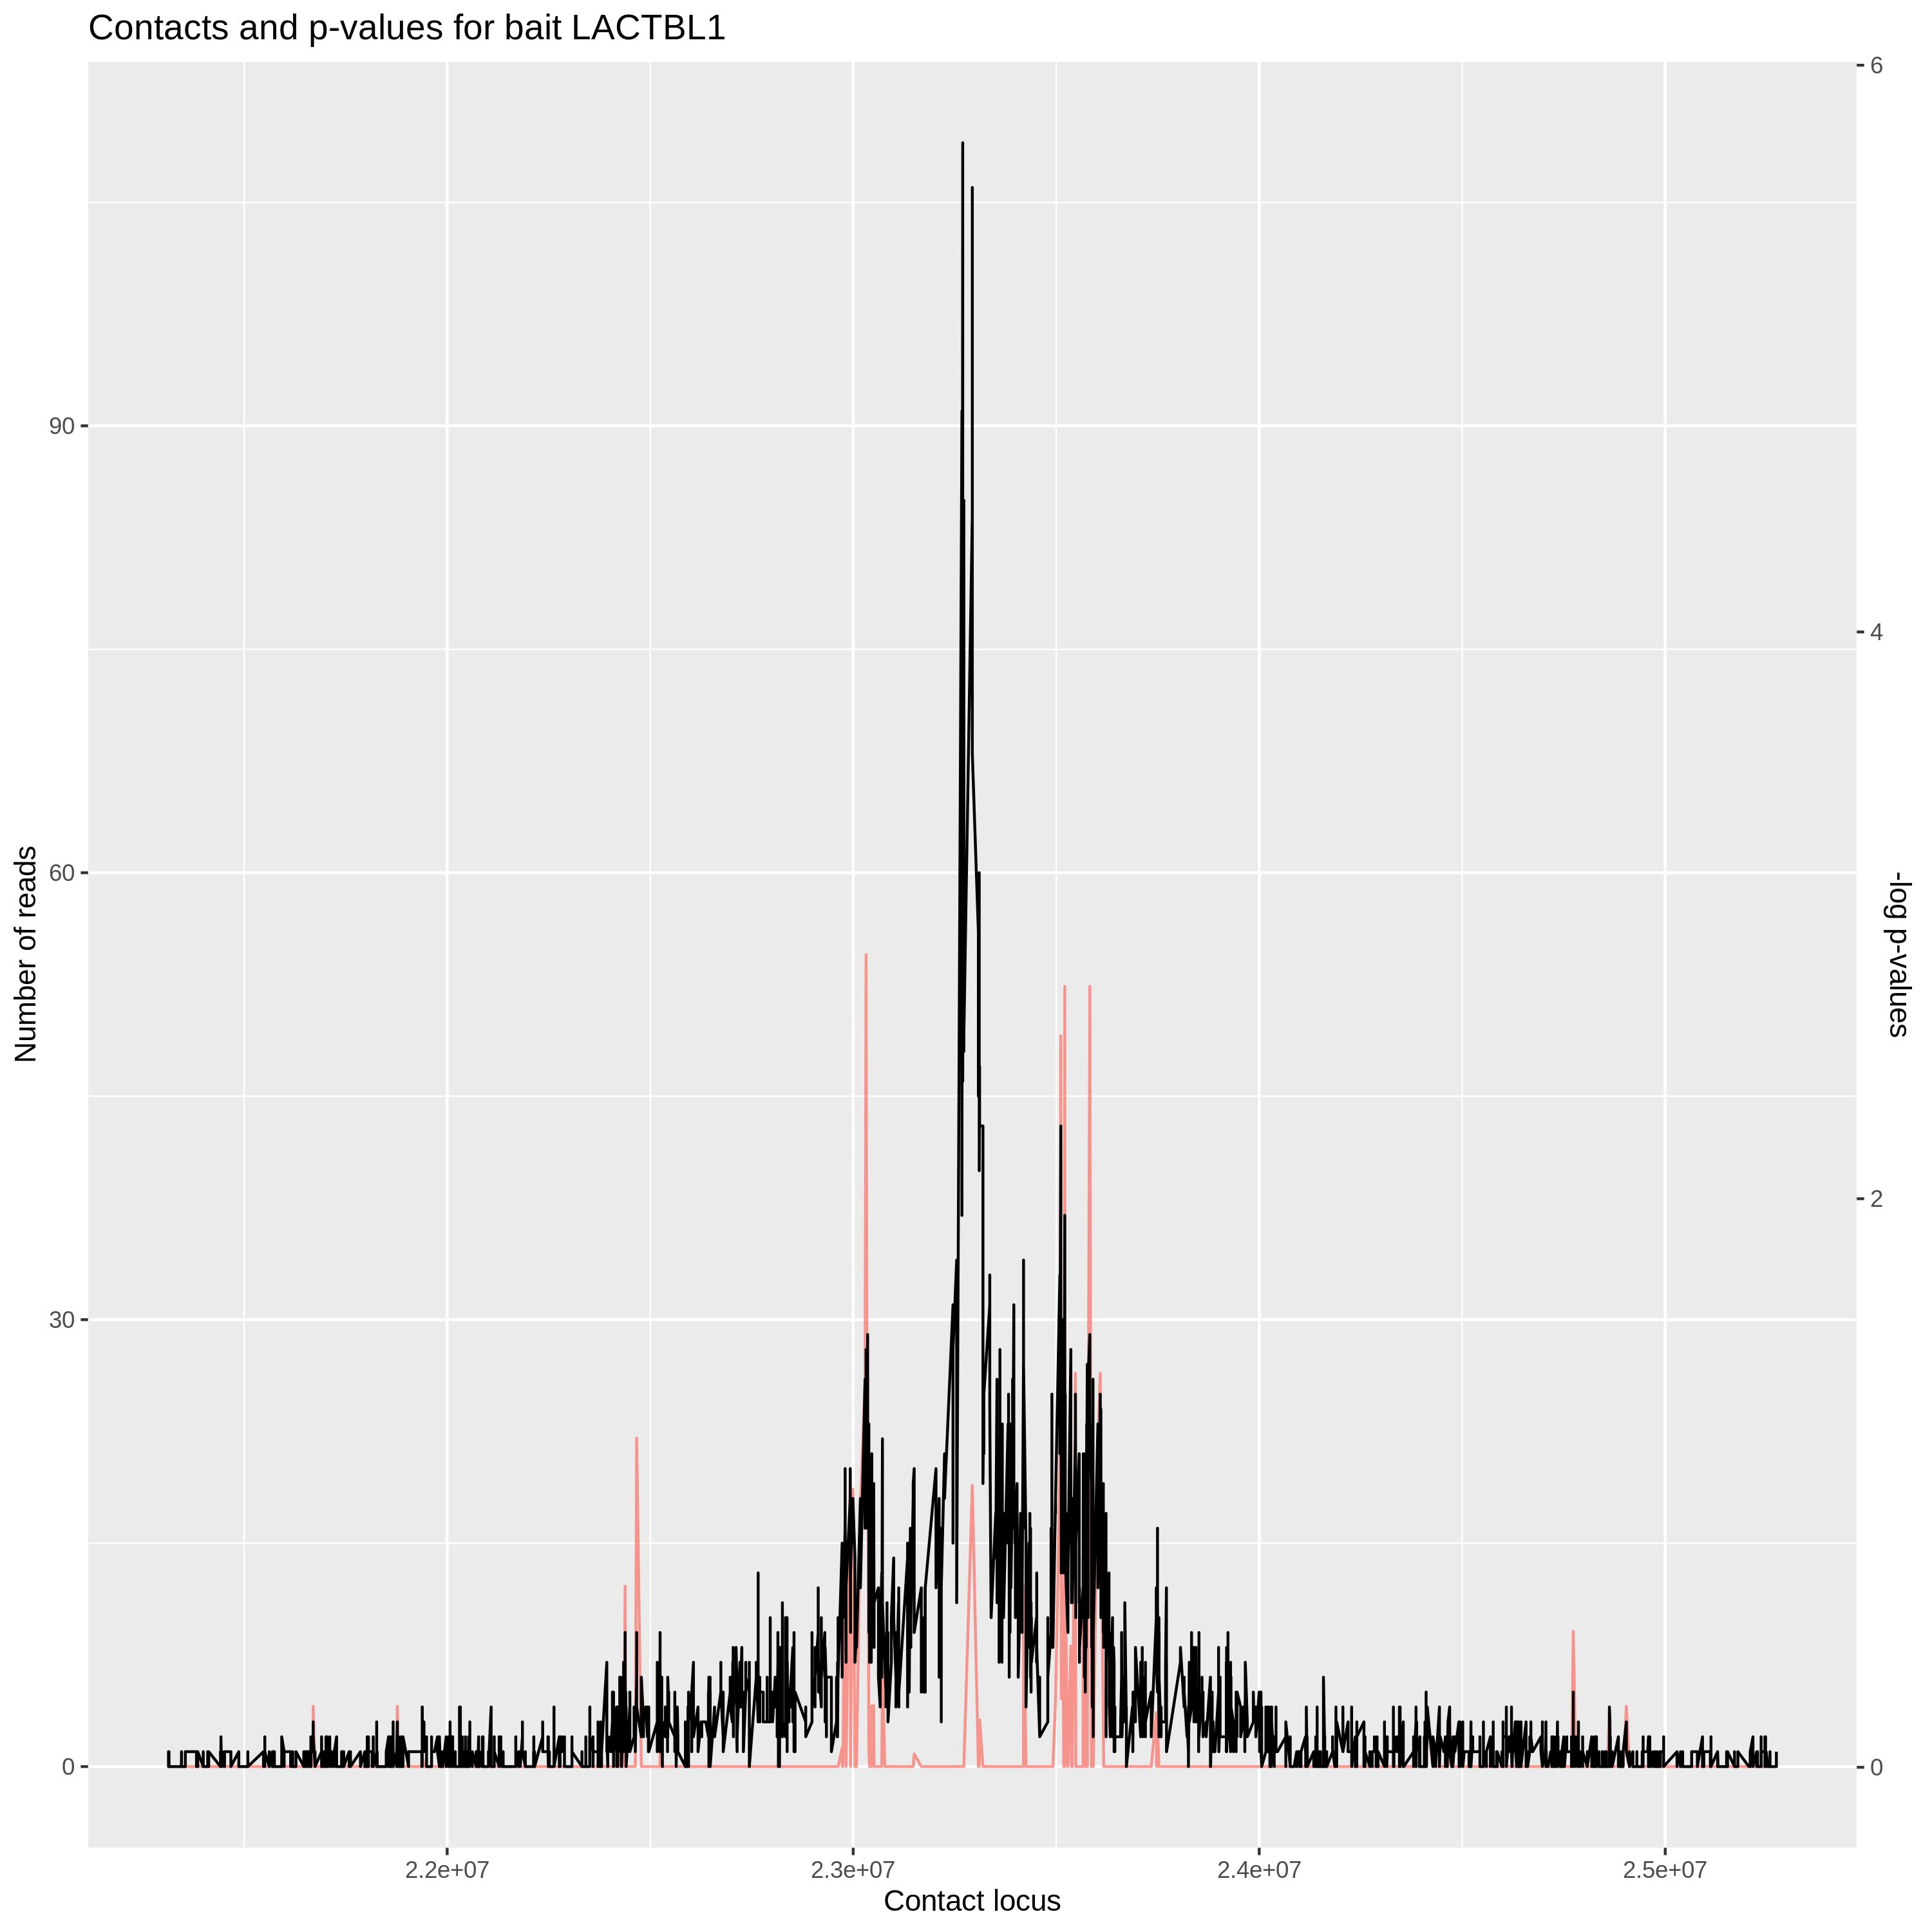 Contacts and p-values for bait LACTBL1
6
90
4
60
Number of reads
-log p-values
2
30
0
0
2.2e+07
2.3e+07
2.4e+07
2.5e+07
Contact locus